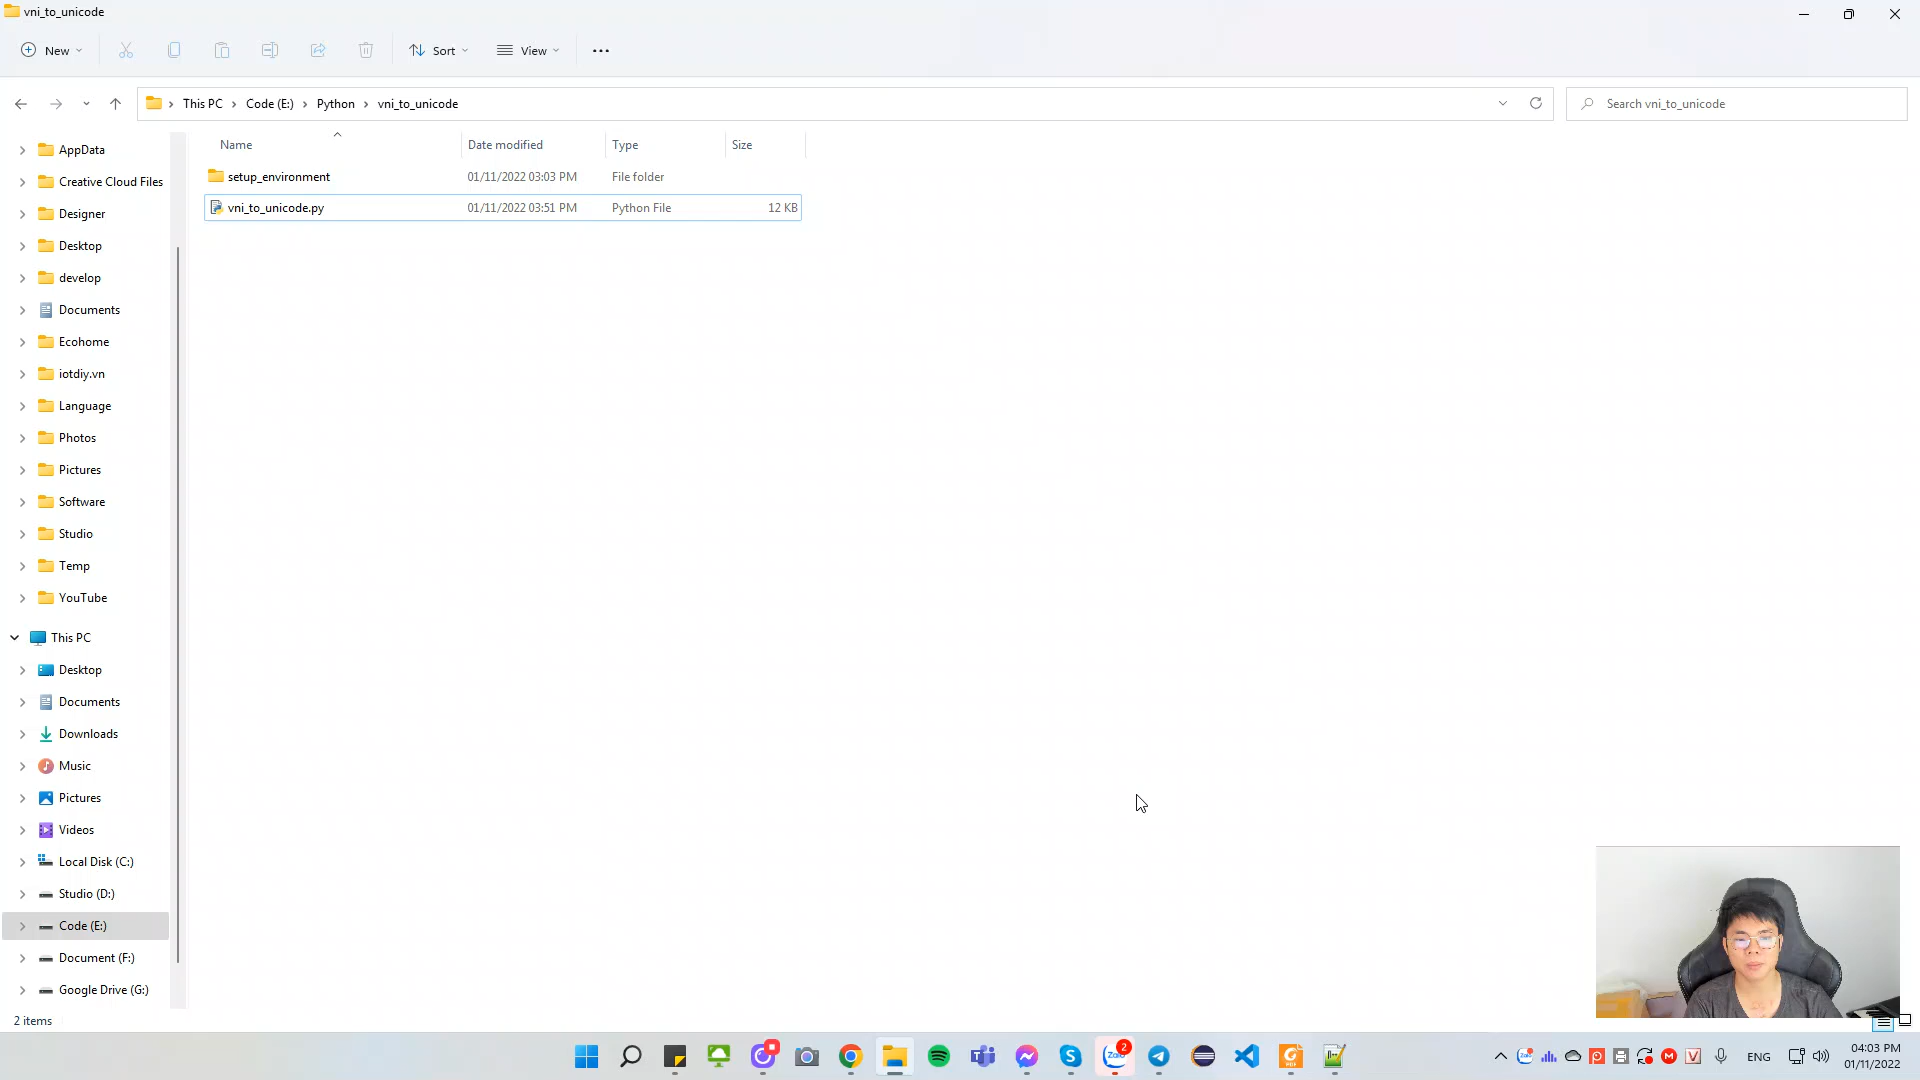 vni_to_unicode
New
Sort
View
This PC
Code (E:)
Python
vni_to_unicode
Search vni_to_unicode
Name
Date modified
Type
Size
setup_environment
01/11/2022 03:03 PM
File folder
vni_to_unicode.py
01/11/2022 03:51 PM
Python File
12 KB
AppData
Creative Cloud Files
Designer
Desktop
develop
Documents
Ecohome
iotdiy.vn
Language
Photos
Pictures
Software
Studio
Temp
YouTube
This PC
Desktop
Documents
Downloads
Music
Pictures
Videos
Local Disk (C:)
Studio (D:)
Code (E:)
Document (F:)
Google Drive (G:)
2 items
Zalo
2
ENG
04:03 PM
01/11/2022